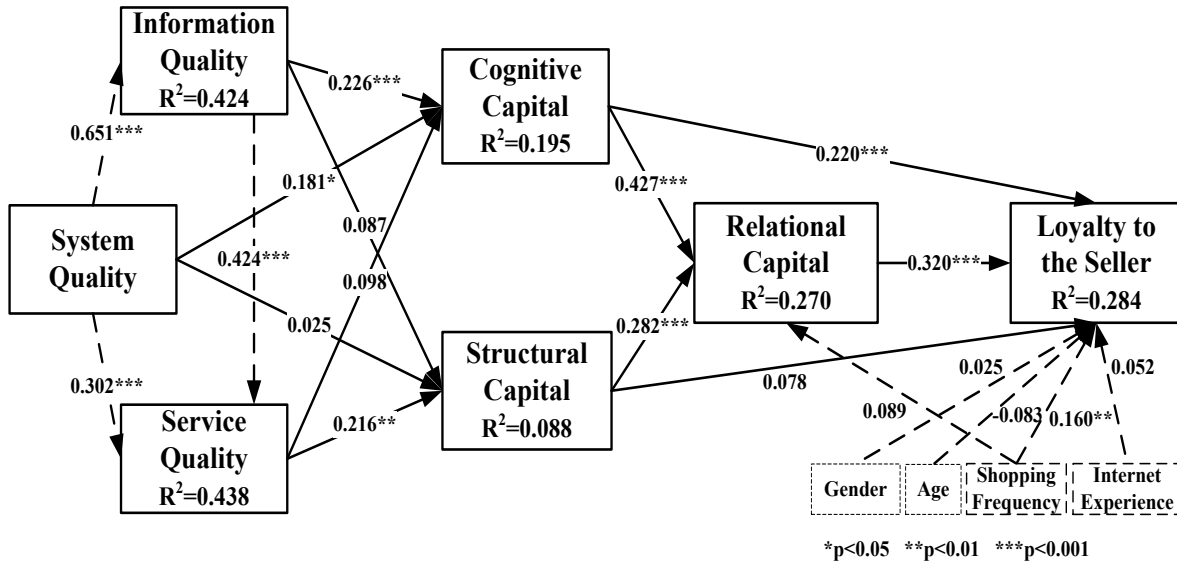 Information
Quality
R²=0.424
Cognitive
Capital
R²=0.195
0.226***
0.651***
0.220***
0.181*
0.427***
System
Quality
0.087
0.424***
0.098
Relational
Capital
R²=0.270
0.320***
Loyalty to
the Seller
R²=0.284
0.025
0.282***
0.302***
Structural
Capital
R²=0.088
0.078
0.025
0.052
0.089
-0.083
0.160**
Service
Quality
R²=0.438
0.216**
Gender
Age
Shopping
Frequency
Internet
Experience
*p<0.05 **p<0.01 ***p<0.001